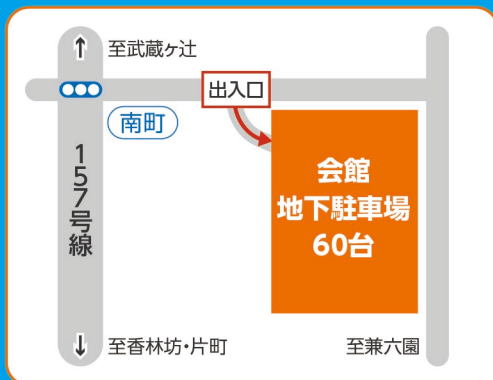 ↑ 至武蔵ヶ辻
出入口
南町
157号線
会館
地下駐車場
60台
↓ 至香林坊・片町
至兼六園